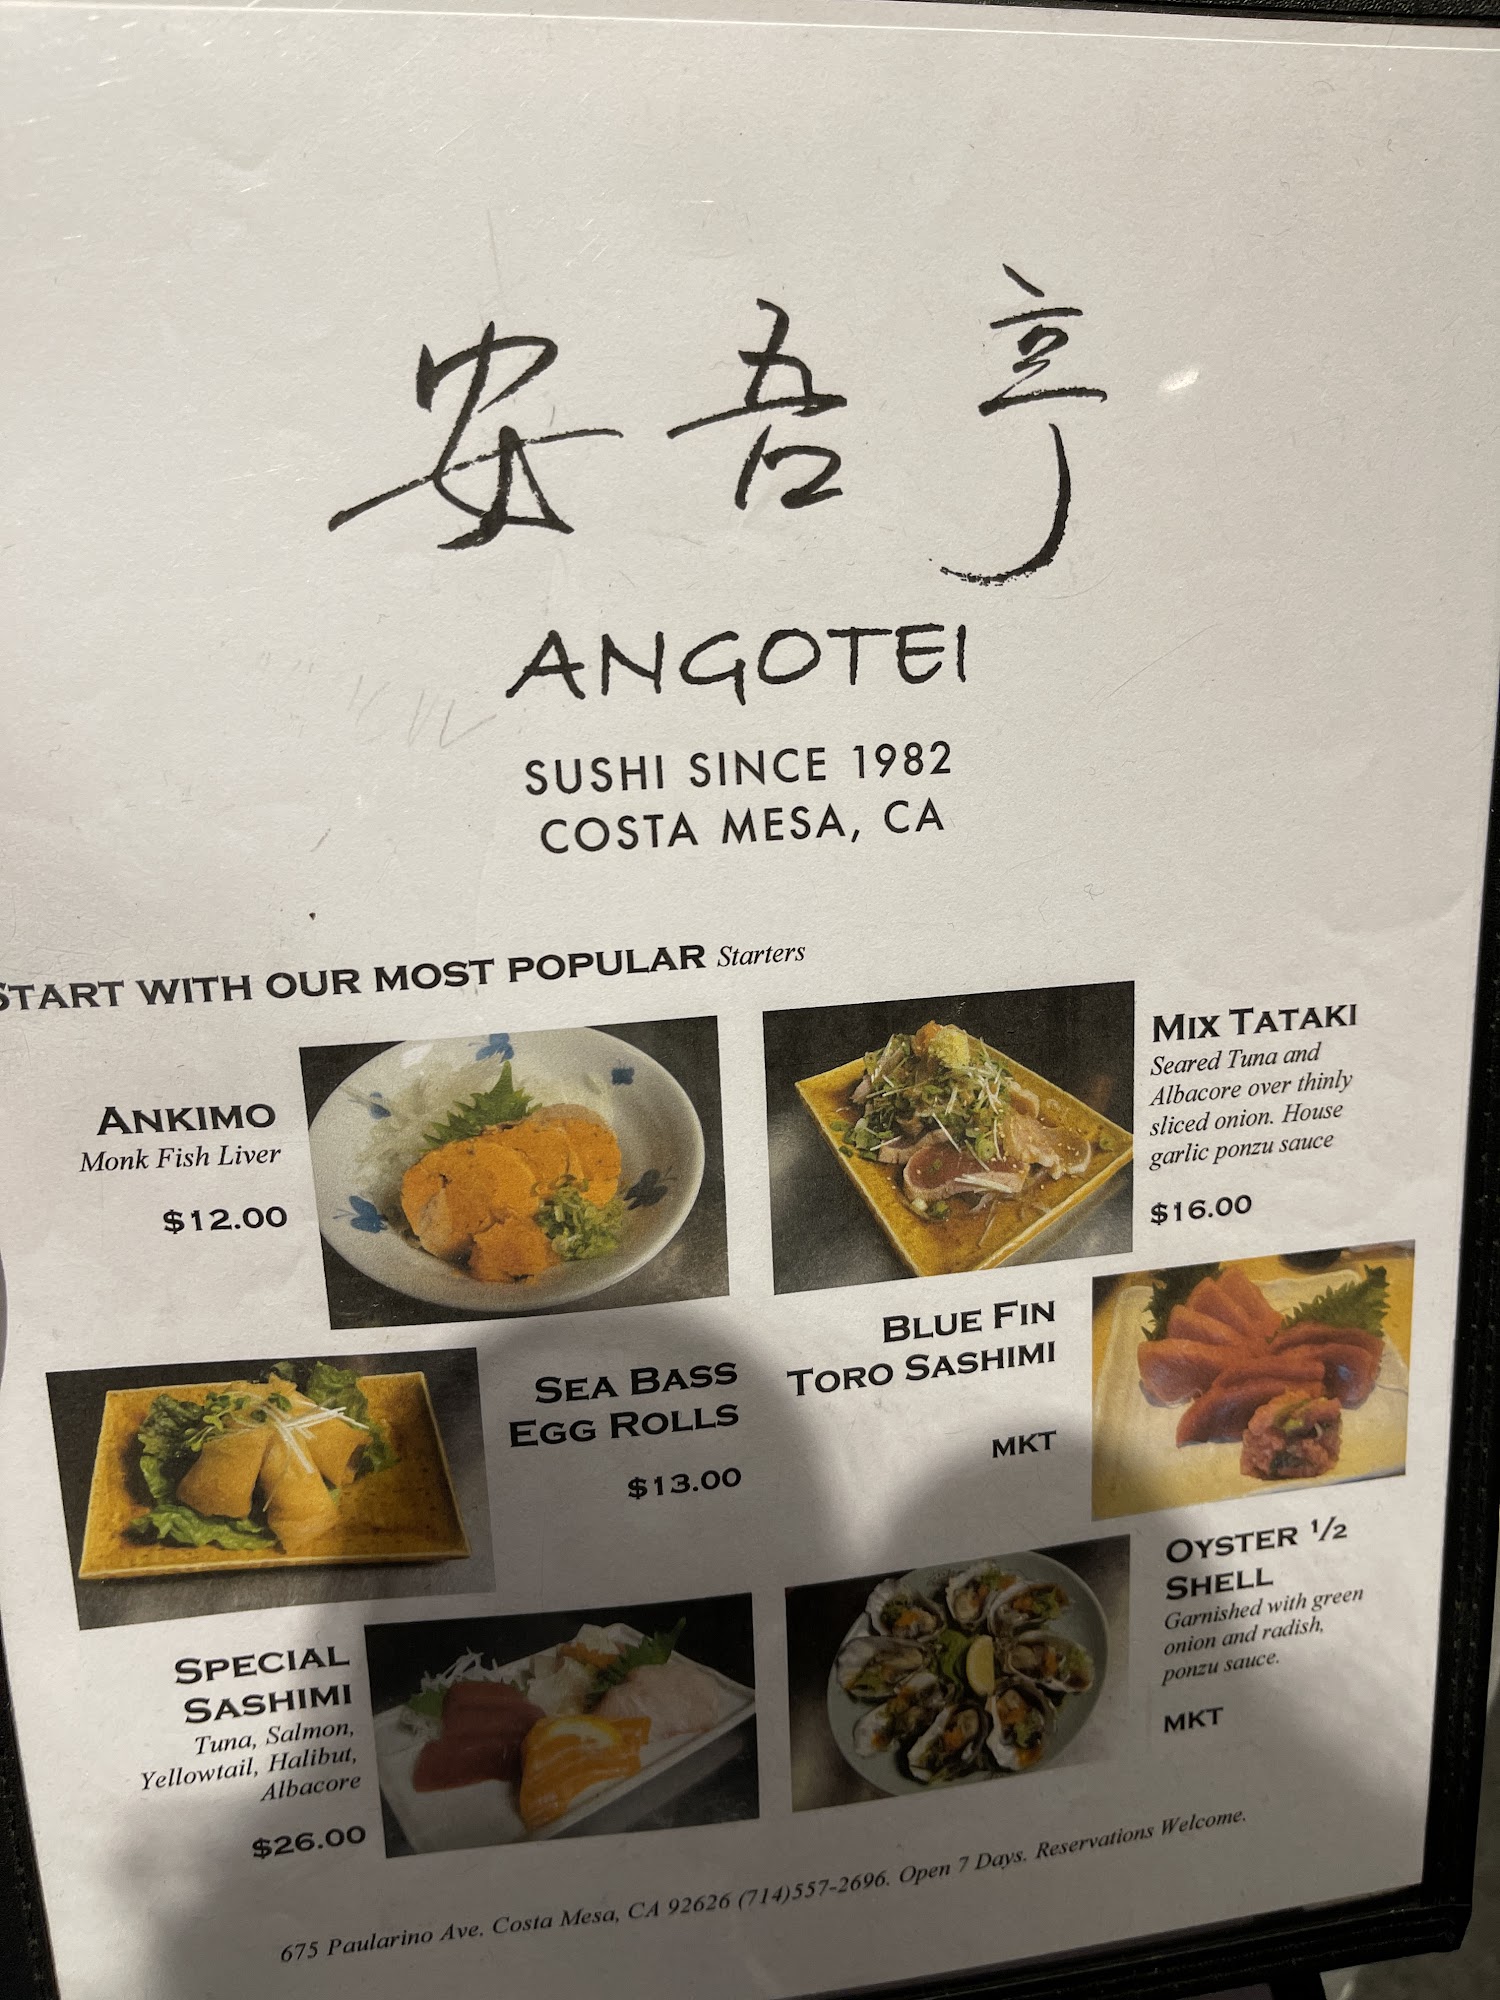 安吾亭
ANGOTEI
SUSHI SINCE 1982
COSTA MESA, CA
START WITH OUR MOST POPULAR Starters
ANKIMO
Monk Fish Liver
$12.00
MIX TATAKI
Seared Tuna and
Albacore over thinly
sliced onion. House
garlic ponzu sauce
$16.00
SEA BASS
EGG ROLLS
$13.00
BLUE FIN
TORO SASHIMI
MKT
SPECIAL
SASHIMI
Tuna, Salmon,
Yellowtail, Halibut,
Albacore
$26.00
OYSTER ½
SHELL
Garnished with green
onion and radish,
ponzu sauce.
MKT
675 Paularino Ave. Costa Mesa, CA 92626 (714)557-2696. Open 7 Days. Reservations Welcome.